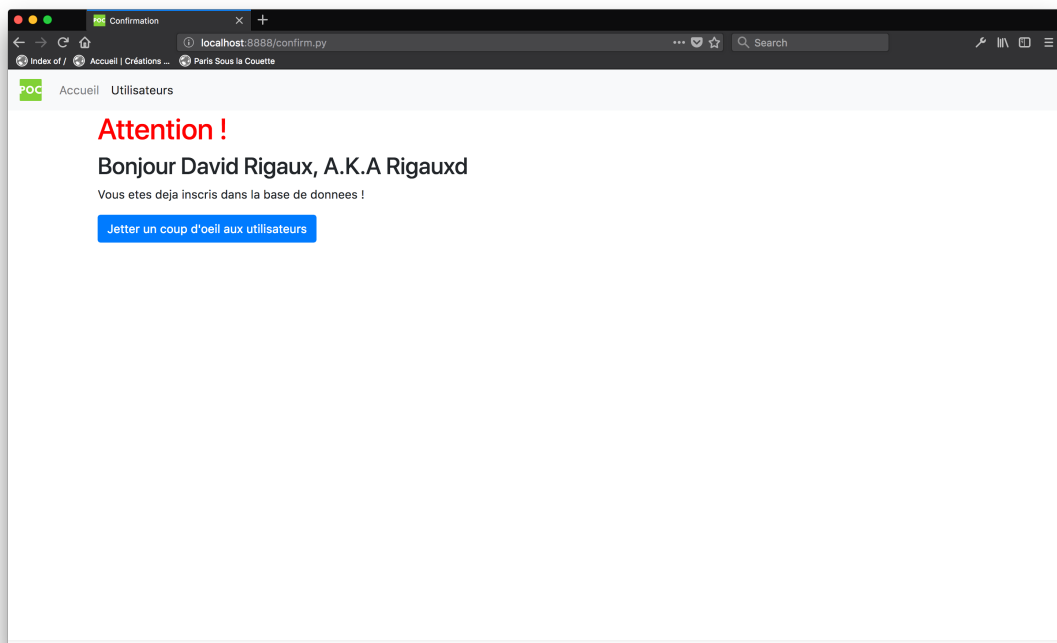 POC Confirmation
localhost:8888/confirm.py
Search
Index of /
Accueil | Créations ...
Paris Sous la Couette
POC
Accueil
Utilisateurs
Attention !
Bonjour David Rigaux, A.K.A Rigauxd
Vous etes deja inscris dans la base de donnees !
Jetter un coup d'oeil aux utilisateurs